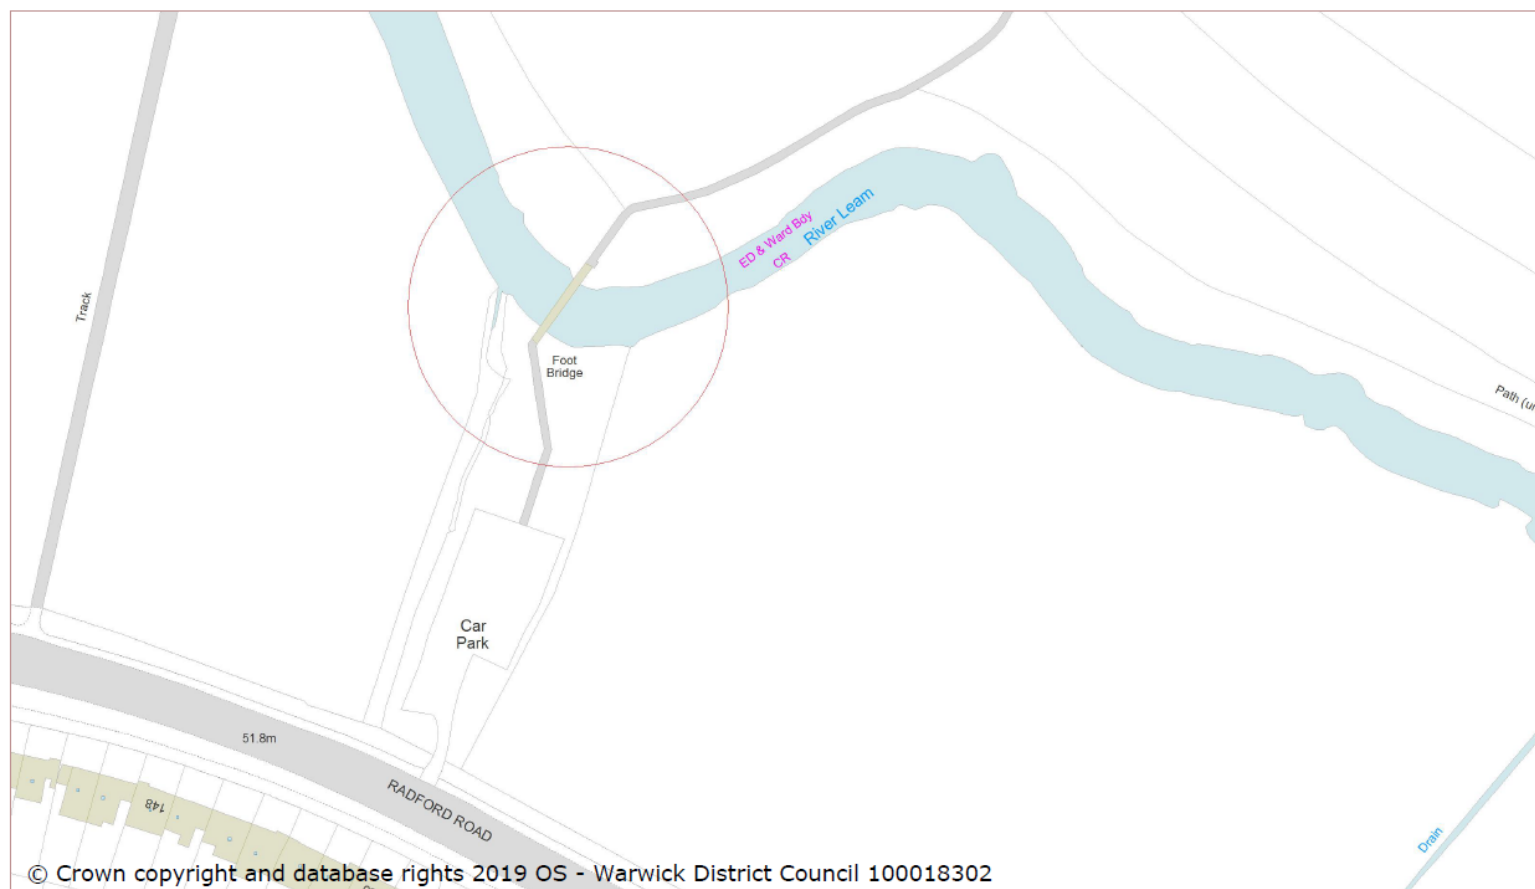 ED & Ward Bdy
CR
River Leam
Track
Foot
Bridge
Path (un
Car
Park
51.8m
RADFORD ROAD
148
Drain
© Crown copyright and database rights 2019 OS - Warwick District Council 100018302